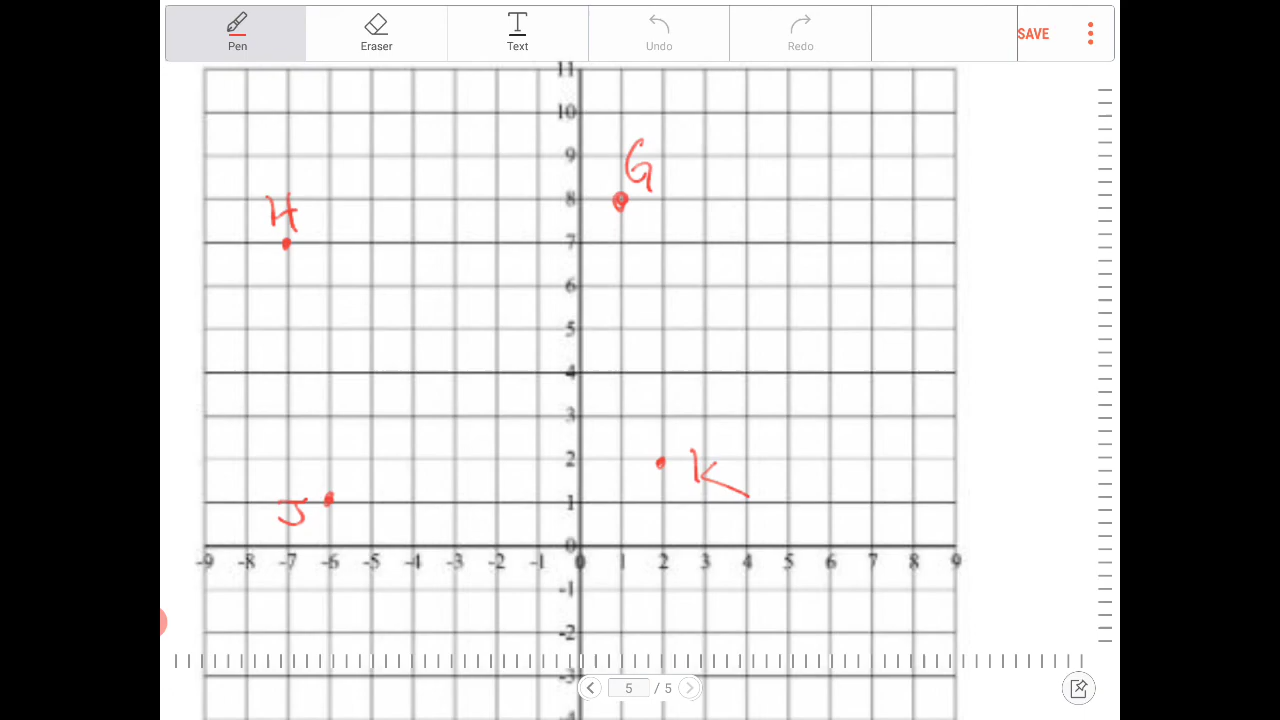 Pen Eraser Text Undo Redo SAVE
11
10
9
G
8
H
7
6
5
4
3
2
K
J
1
0
-9 -8 -7 -6 -5 -4 -3 -2 -1 0 1 2 3 4 5 6 7 8 9
-1
-2
-3
5 / 5